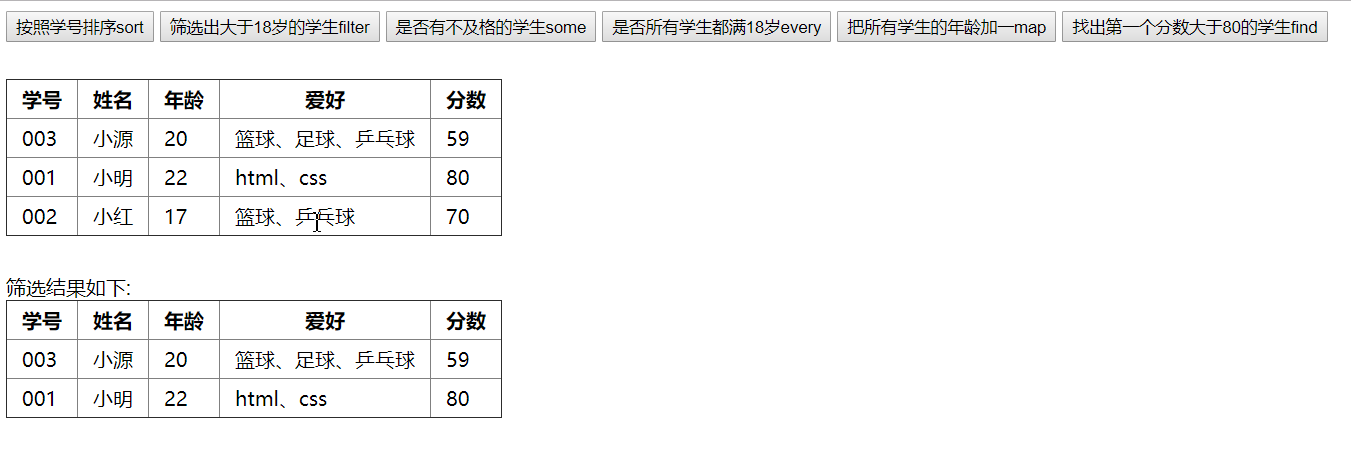 按照学号排序sort 筛选出大于18岁的学生filter 是否有不及格的学生some 是否所有学生都满18岁every 把所有学生的年龄加一map 找出第一个分数大于80的学生find
学号 姓名 年龄 爱好 分数
003 小源 20 篮球、足球、乒乓球 59
001 小明 22 html、css 80
002 小红 17 篮球、乒乓球 70
筛选结果如下:
学号 姓名 年龄 爱好 分数
003 小源 20 篮球、足球、乒乓球 59
001 小明 22 html、css 80